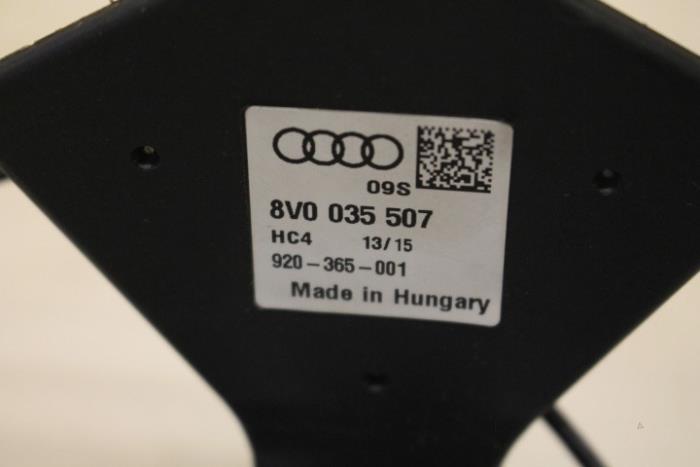 09S
8V0 035 507
HC4 13/15
920-365-001
Made in Hungary